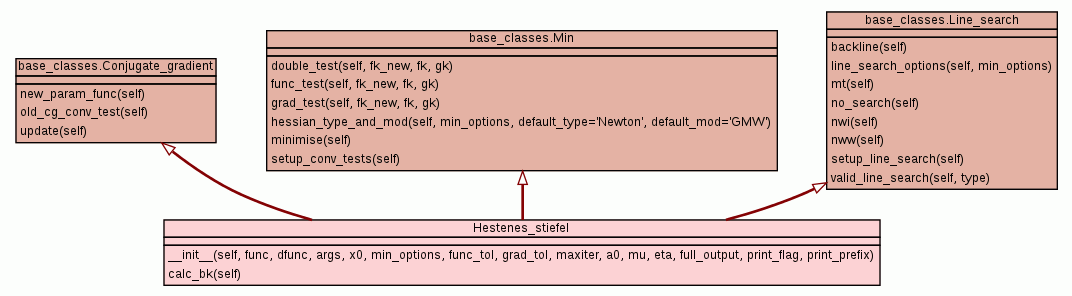 base_classes.Conjugate_gradient
new_param_func(self)
old_cg_conv_test(self)
update(self)
base_classes.Min
double_test(self, fk_new, fk, gk)
func_test(self, fk_new, fk, gk)
grad_test(self, fk_new, fk, gk)
hessian_type_and_mod(self, min_options, default_type='Newton', default_mod='GMW')
minimise(self)
setup_conv_tests(self)
base_classes.Line_search
backline(self)
line_search_options(self, min_options)
mt(self)
no_search(self)
nwi(self)
nww(self)
setup_line_search(self)
valid_line_search(self, type)
Hestenes_stiefel
__init__(self, func, dfunc, args, x0, min_options, func_tol, grad_tol, maxiter, a0, mu, eta, full_output, print_flag, print_prefix)
calc_bk(self)